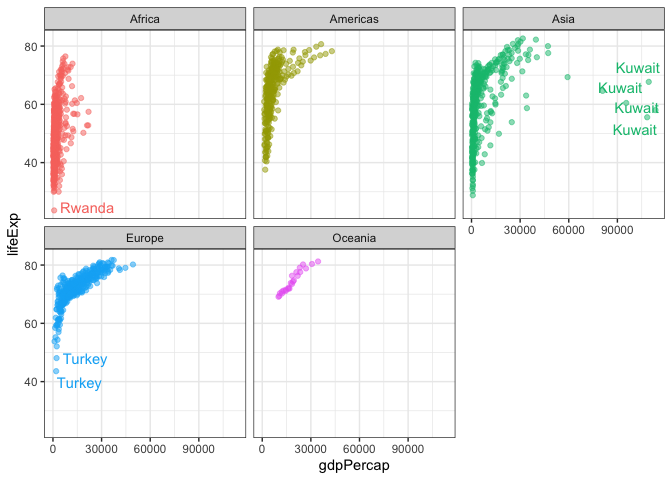 Africa
Americas
Asia
80
60
40
Rwanda
Kuwait
Kuwait
Kuwait
Kuwait
0
30000
60000
90000
lifeExp
Europe
Oceania
80
60
40
Turkey
Turkey
0
30000
60000
90000
0
30000
60000
90000
gdpPercap